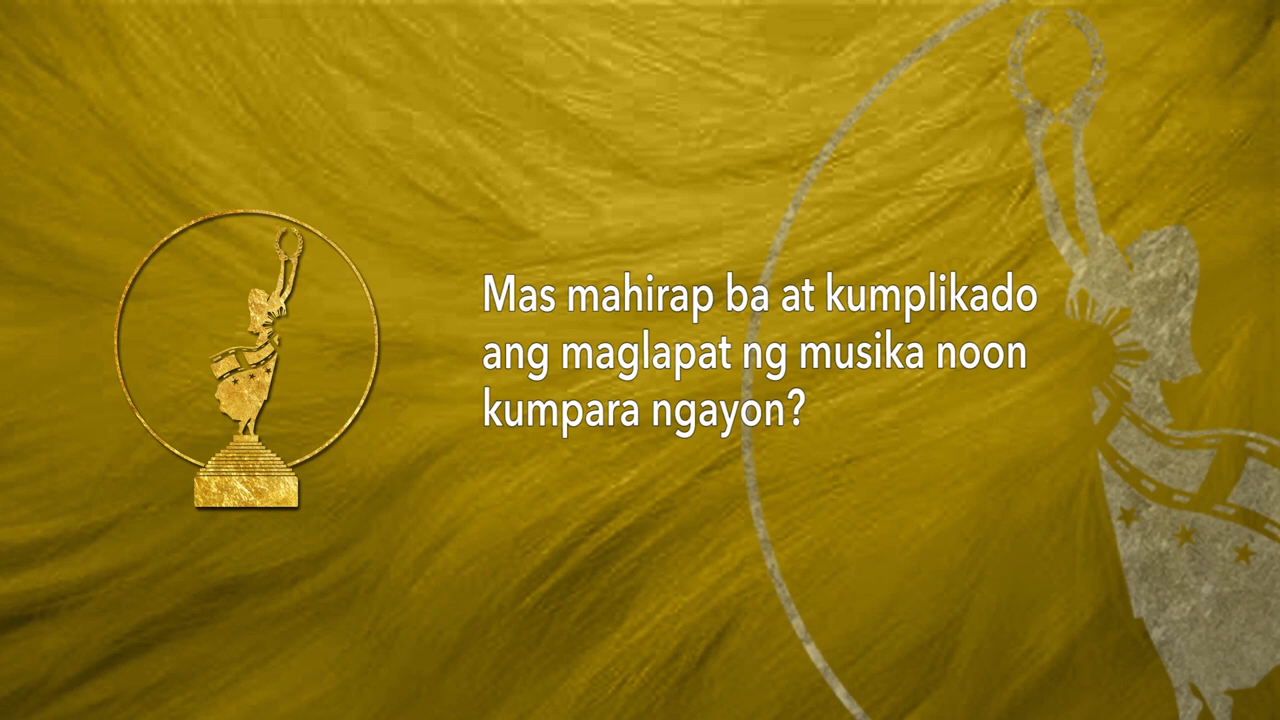 Mas mahirap ba at kumplikado
ang maglapat ng musika noon
kumpara ngayon?